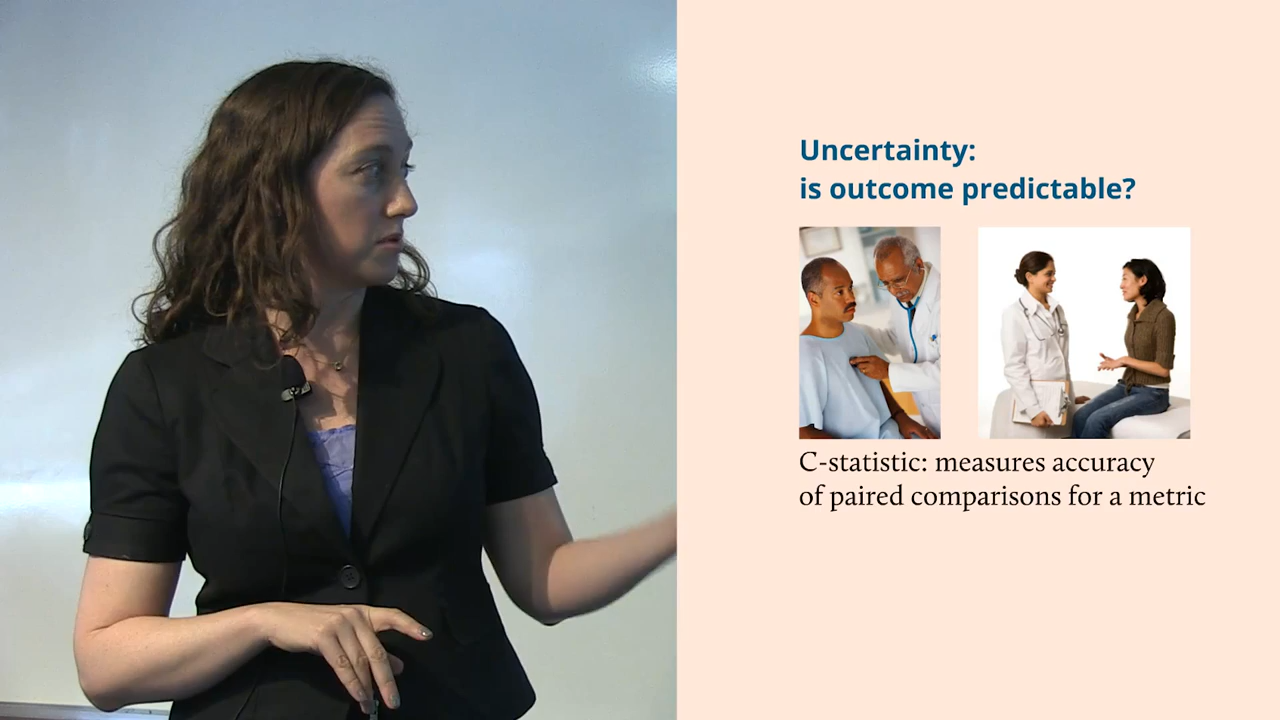 Uncertainty:
is outcome predictable?
C-statistic: measures accuracy
of paired comparisons for a metric